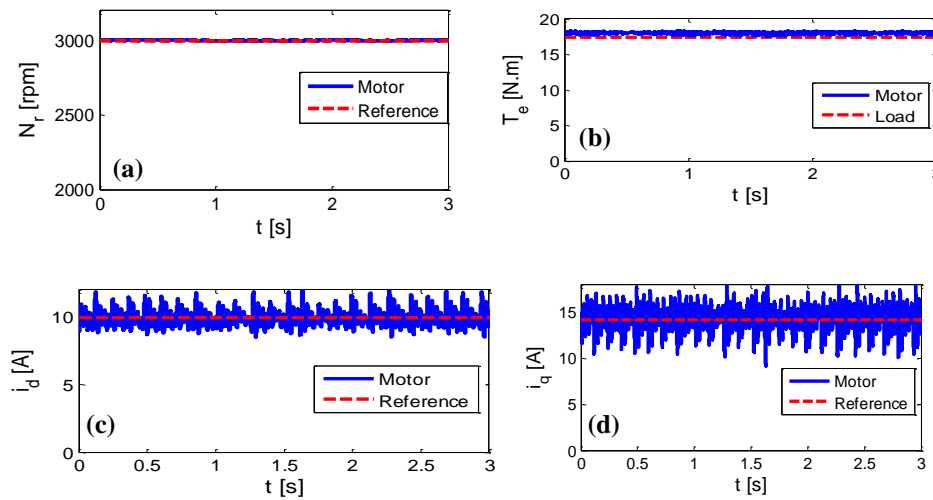 3000
2500
2000
N_r [rpm]
Motor
Reference
(a)
0
1
2
3
t [s]
20
15
10
5
0
T_e [N.m]
Motor
Load
(b)
0
1
2
3
t [s]
10
5
0
i_d [A]
Motor
Reference
(c)
0
0.5
1
1.5
2
2.5
3
t [s]
15
10
5
0
i_q [A]
Motor
Reference
(d)
0
0.5
1
1.5
2
2.5
3
t [s]